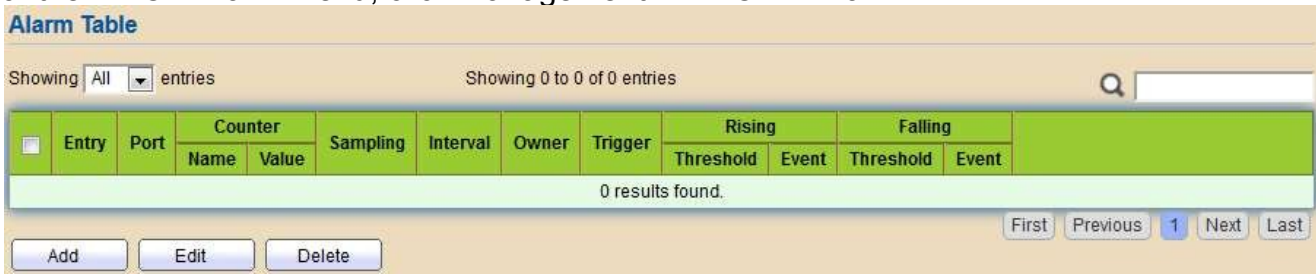 Alarm Table
Showing All entries Showing 0 to 0 of 0 entries
Entry Port Counter Sampling Interval Owner Trigger Rising Falling
Name Value Threshold Event Threshold Event
0 results found.
First Previous 1 Next Last
Add Edit Delete